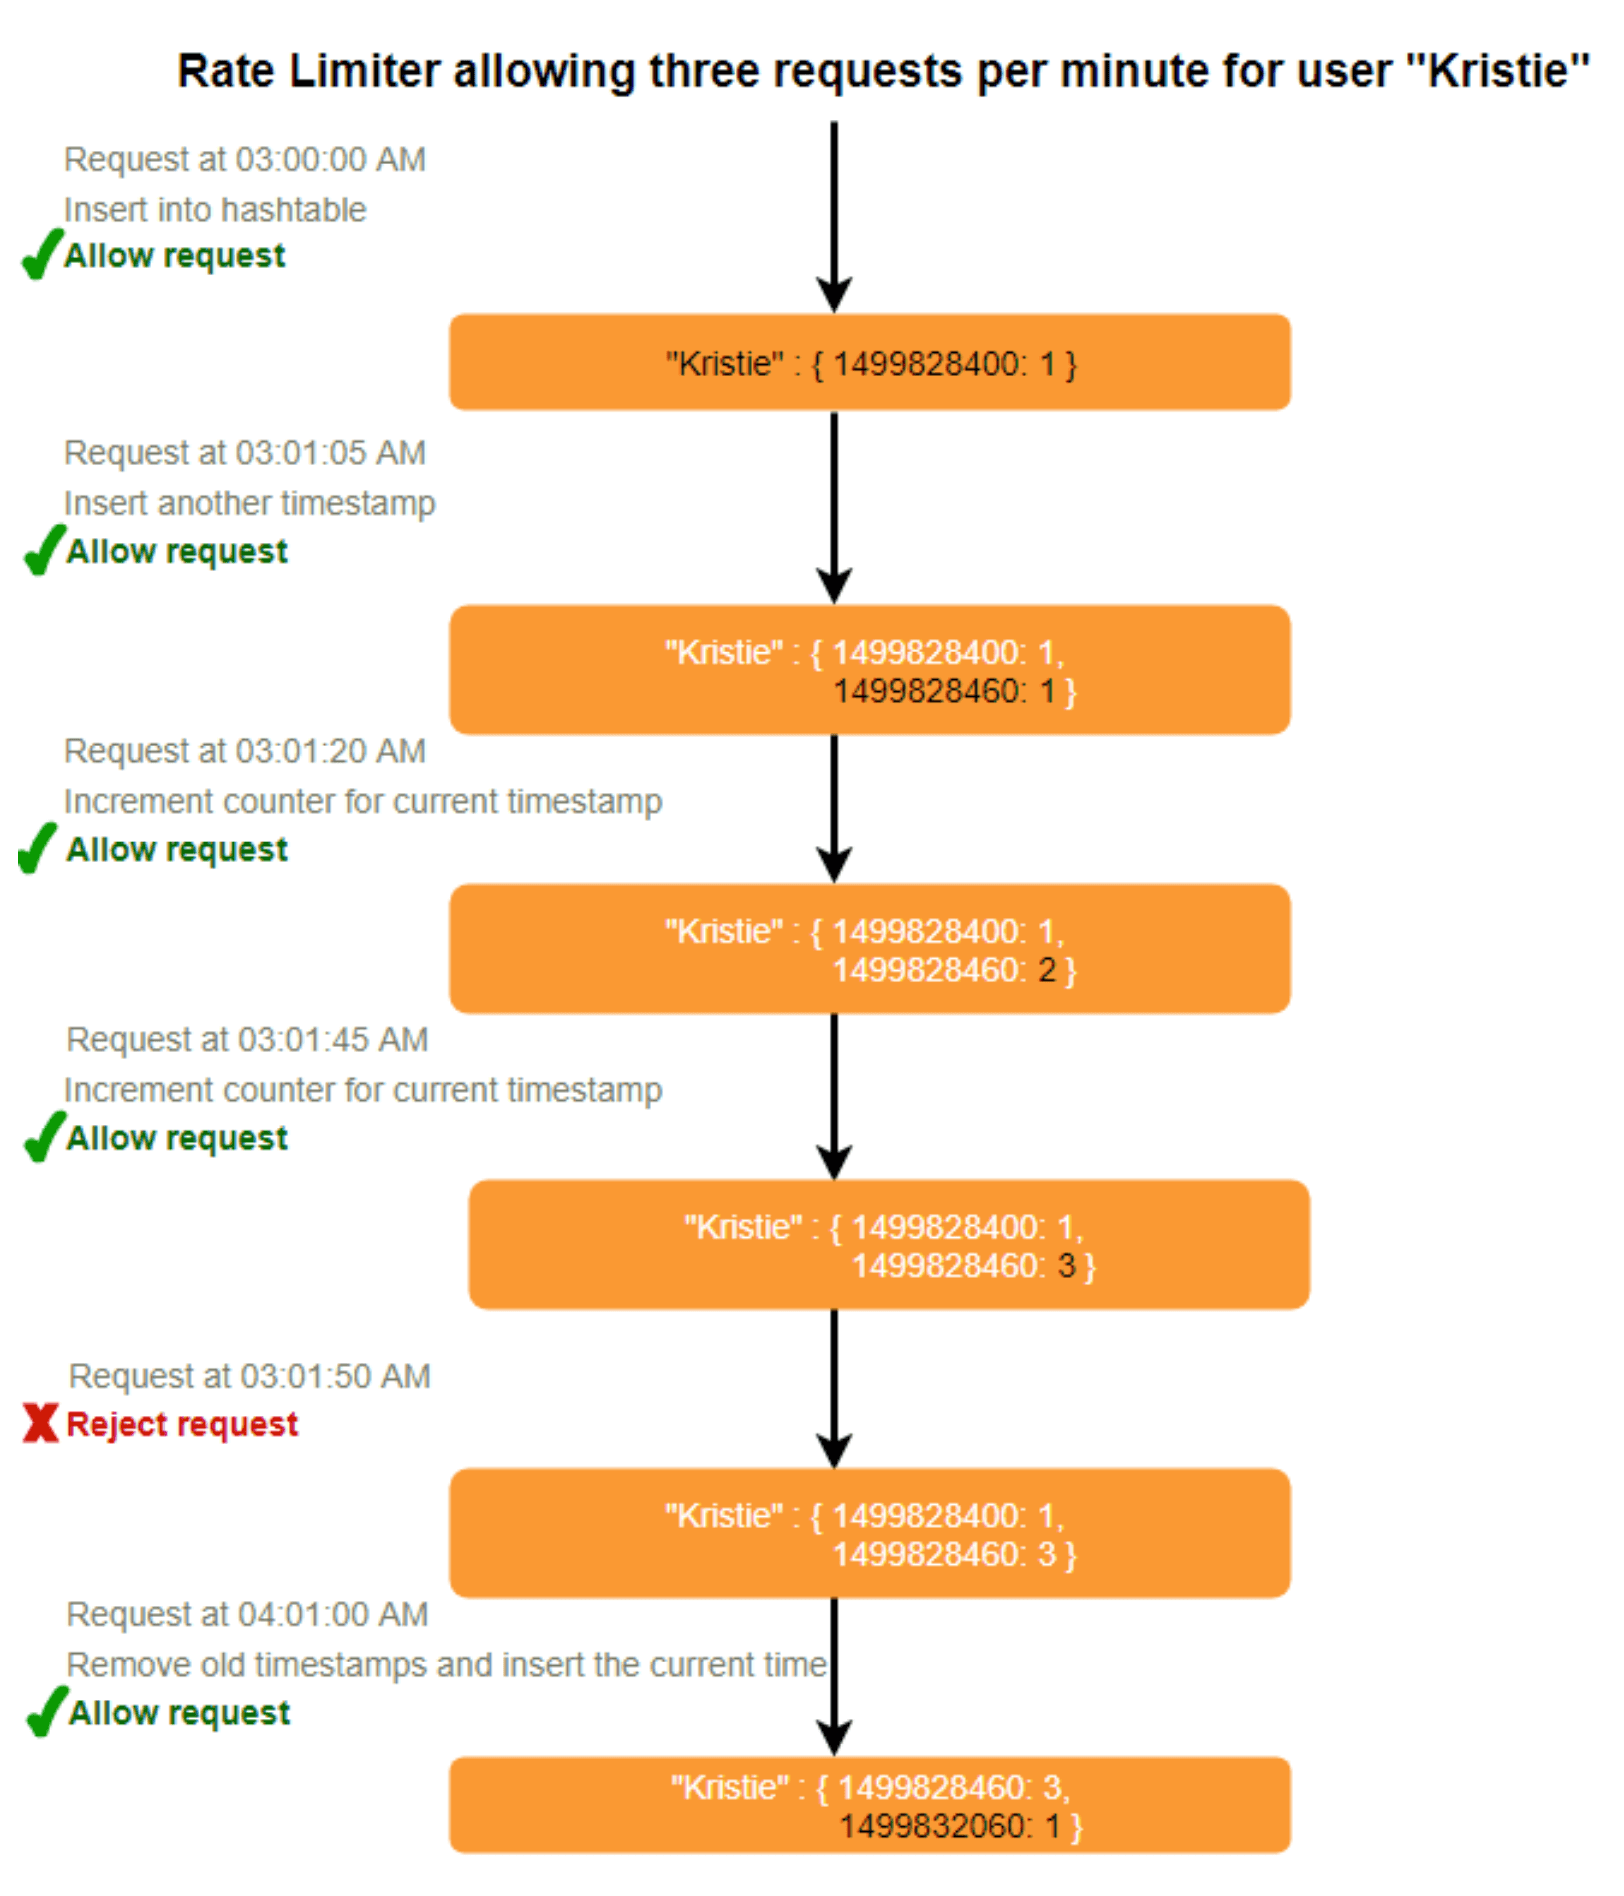 Rate Limiter allowing three requests per minute for user "Kristie"
Request at 03:00:00 AM
Insert into hashtable
Allow request
"Kristie" : { 1499828400: 1 }
Request at 03:01:05 AM
Insert another timestamp
Allow request
"Kristie" : { 1499828400: 1,
1499828460: 1 }
Request at 03:01:20 AM
Increment counter for current timestamp
Allow request
"Kristie" : { 1499828400: 1,
1499828460: 2 }
Request at 03:01:45 AM
Increment counter for current timestamp
Allow request
"Kristie" : { 1499828400: 1,
1499828460: 3 }
Request at 03:01:50 AM
Reject request
"Kristie" : { 1499828400: 1,
1499828460: 3 }
Request at 04:01:00 AM
Remove old timestamps and insert the current time
Allow request
"Kristie" : { 1499828460: 3,
1499832060: 1 }